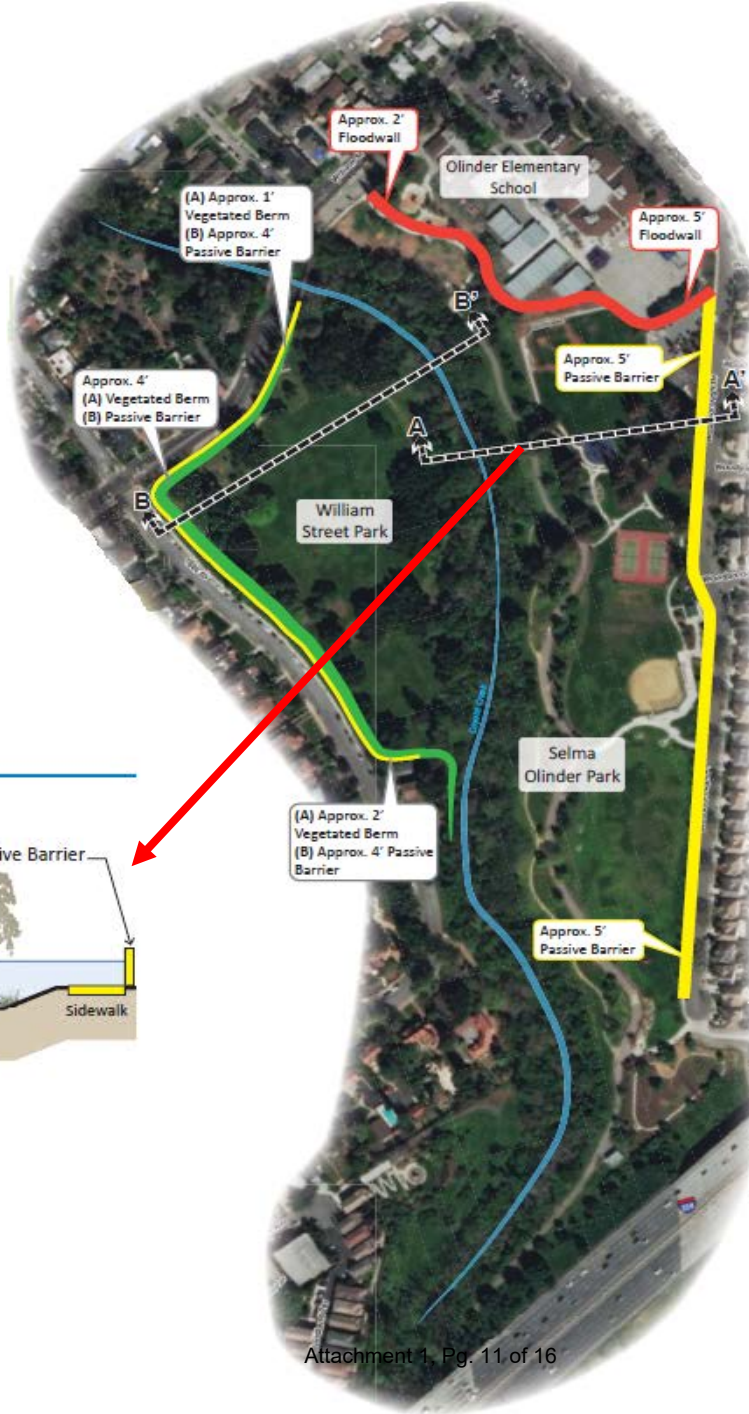 Approx. 2'
Floodwall
Olinder Elementary
School
(A) Approx. 1'
Vegetated Berm
(B) Approx. 4'
Passive Barrier
Approx. 5'
Floodwall
B'
Approx. 5'
Passive Barrier
A'
Approx. 4'
(A) Vegetated Berm
(B) Passive Barrier
A
B
William
Street Park
Selma
Olinder Park
(A) Approx. 2'
Vegetated Berm
(B) Approx. 4' Passive
Barrier
ive Barrier
Sidewalk
Approx. 5'
Passive Barrier
Attachment 1, Pg. 11 of 16